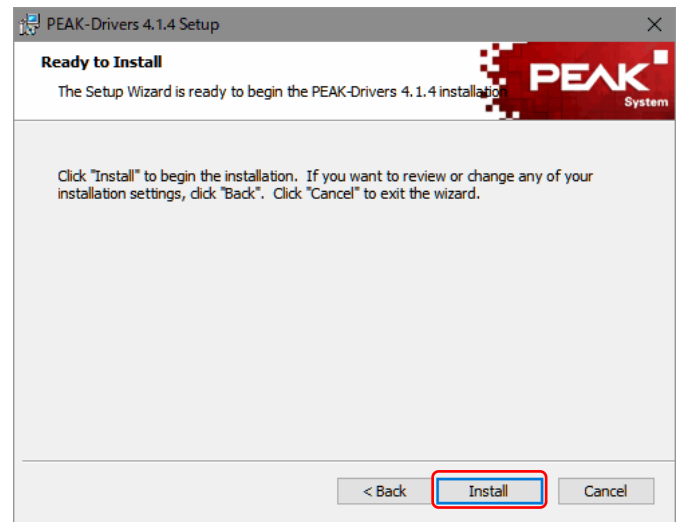 PEAK-Drivers 4.1.4 Setup
Ready to Install
The Setup Wizard is ready to begin the PEAK-Drivers 4.1.4 installation
PEAK
System
Click "Install" to begin the installation. If you want to review or change any of your
installation settings, click "Back". Click "Cancel" to exit the wizard.
< Back Install Cancel